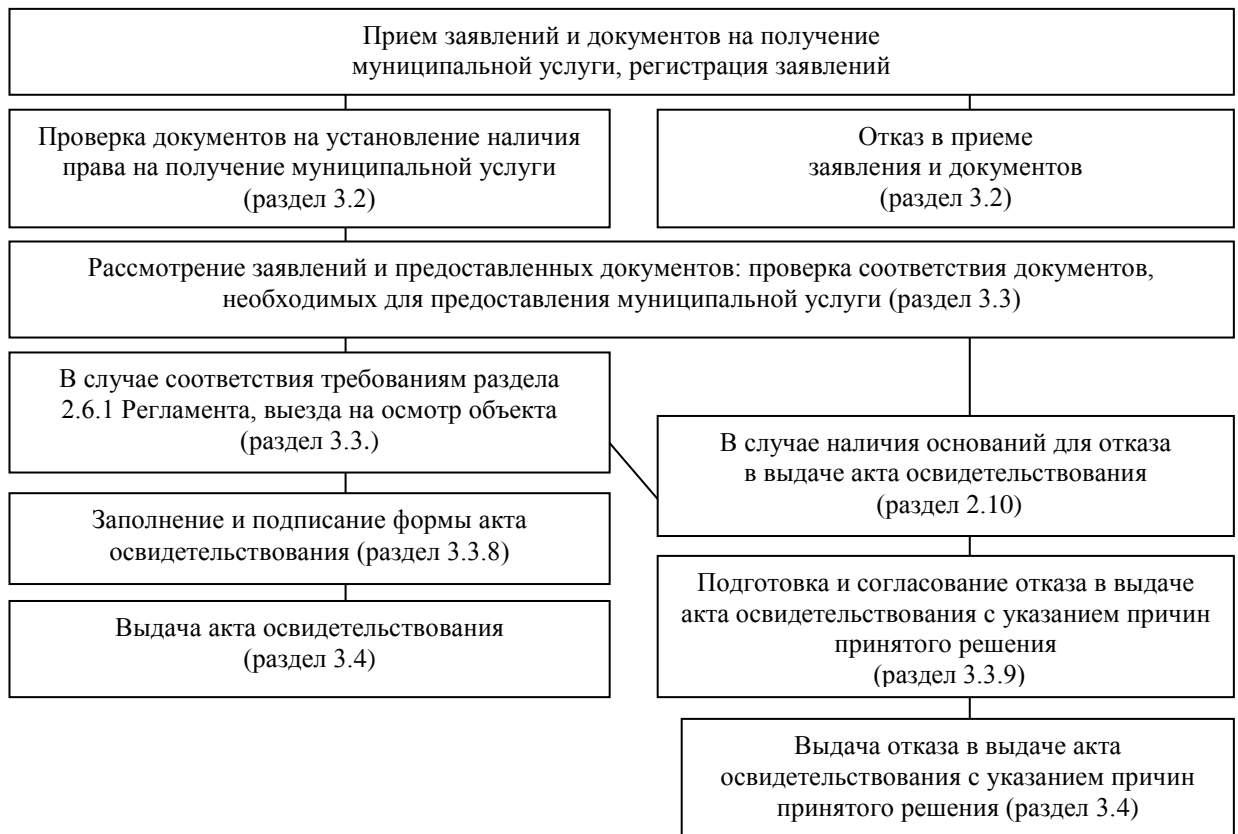 Прием заявлений и документов на получение
муниципальной услуги, регистрация заявлений
Проверка документов на установление наличия
права на получение муниципальной услуги
(раздел 3.2)
Отказ в приеме
заявления и документов
(раздел 3.2)
Рассмотрение заявлений и предоставленных документов: проверка соответствия документов,
необходимых для предоставления муниципальной услуги (раздел 3.3)
В случае соответствия требованиям раздела
2.6.1 Регламента, выезда на осмотр объекта
(раздел 3.3.)
В случае наличия оснований для отказа
в выдаче акта освидетельствования
(раздел 2.10)
Заполнение и подписание формы акта
освидетельствования (раздел 3.3.8)
Подготовка и согласование отказа в выдаче
акта освидетельствования с указанием причин
принятого решения
(раздел 3.3.9)
Выдача акта освидетельствования
(раздел 3.4)
Выдача отказа в выдаче акта
освидетельствования с указанием причин
принятого решения (раздел 3.4)